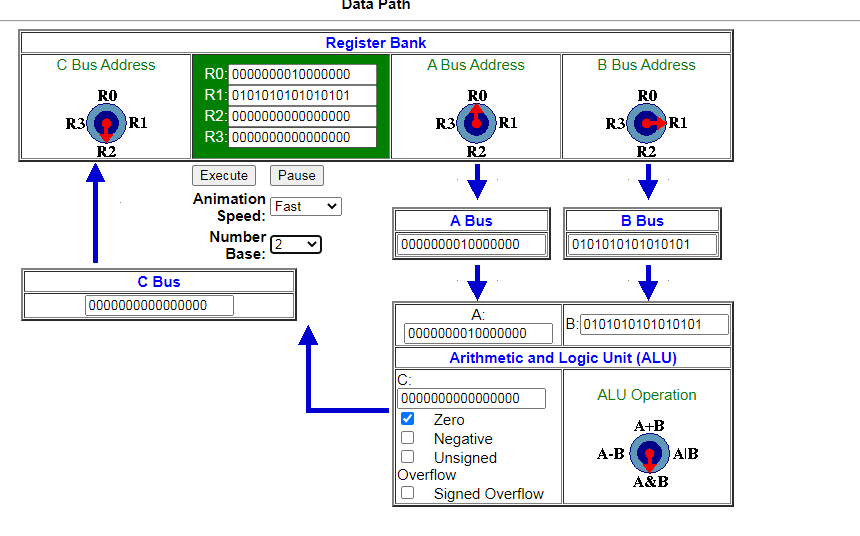 Data Path
Register Bank
C Bus Address
R0
R3 R1
R2
R0: 0000000010000000
R1: 0101010101010101
R2: 0000000000000000
R3: 0000000000000000
A Bus Address
R0
R3 R1
R2
B Bus Address
R0
R3 R1
R2
Execute Pause
Animation
Speed: Fast
Number
Base: 2
A Bus
0000000010000000
B Bus
0101010101010101
C Bus
0000000000000000
A:
0000000010000000
B: 0101010101010101
Arithmetic and Logic Unit (ALU)
C:
0000000000000000
Zero
Negative
Unsigned
Overflow
Signed Overflow
ALU Operation
A+B
A-B A|B
A&B